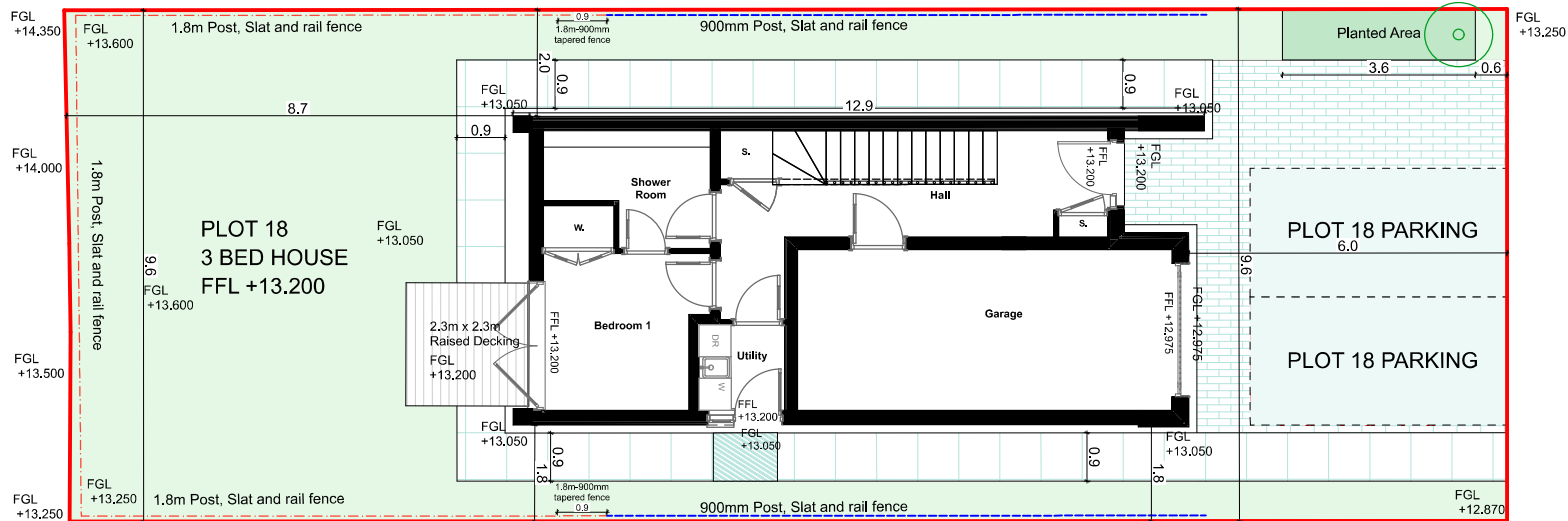 FGL
+14.350
FGL
+13.600
1.8m Post, Slat and rail fence
0.9
1.8m-900mm
tapered fence
900mm Post, Slat and rail fence
Planted Area
FGL
+13.250
2.0
0.9
0.9
3.6
0.6
FGL
+13.050
12.9
FGL
+13.050
8.7
0.9
FGL
+14.000
1.8m Post, Slat and rail fence
S.
Shower
Room
Hall
FFL
+13.200
FGL
+13.200
W.
S.
PLOT 18
3 BED HOUSE
FFL +13.200
FGL
+13.050
PLOT 18 PARKING
6.0
9.6
9.6
FGL
+13.600
2.3m x 2.3m
Raised Decking
FGL
+13.200
FFL +13.200
Bedroom 1
DR
W
Utility
FFL
+13.200
Garage
FFL +12.975
FGL +12.975
PLOT 18 PARKING
FGL
+13.500
FGL
+13.050
FGL
+13.050
FGL
+13.050
1.8
0.9
0.9
1.8
FGL
+13.250
FGL
+13.250
1.8m Post, Slat and rail fence
1.8m-900mm
tapered fence
0.9
900mm Post, Slat and rail fence
FGL
+12.870